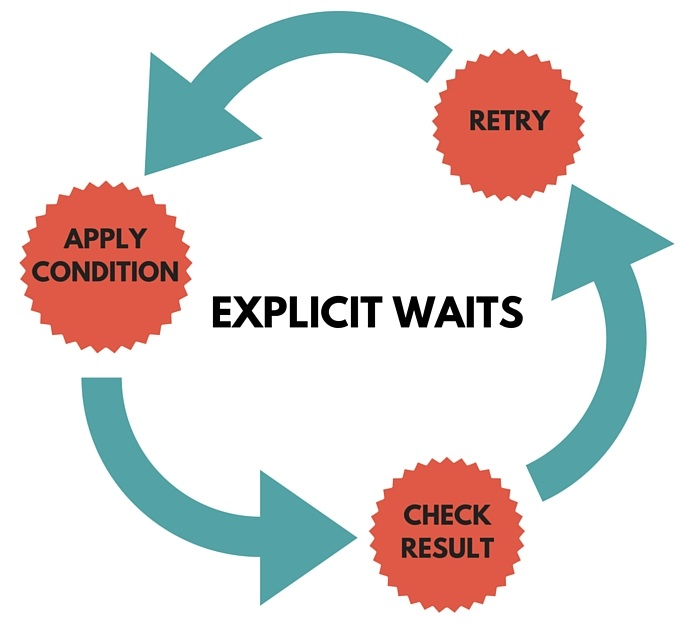 RETRY
APPLY
CONDITION
EXPLICIT WAITS
CHECK
RESULT